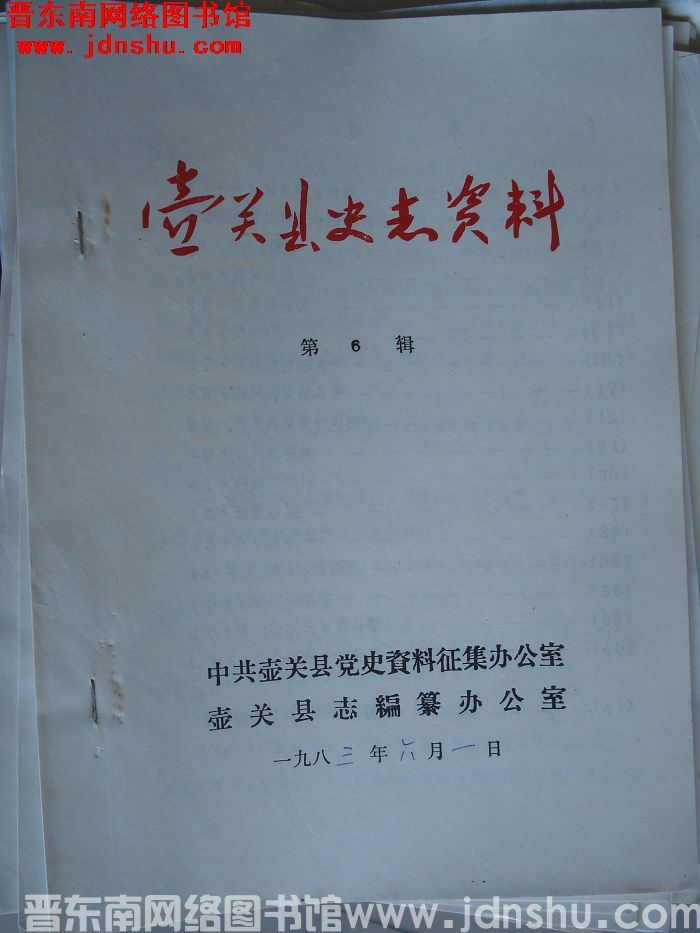 晋东南网络图书馆
www.jdnshu.com
壶关县史志资料
第 6 辑
中共壶关县党史資料征集办公室
壶关县志編纂办公室
一九八三年六月一日
晋东南网络图书馆www.jdnshu.com